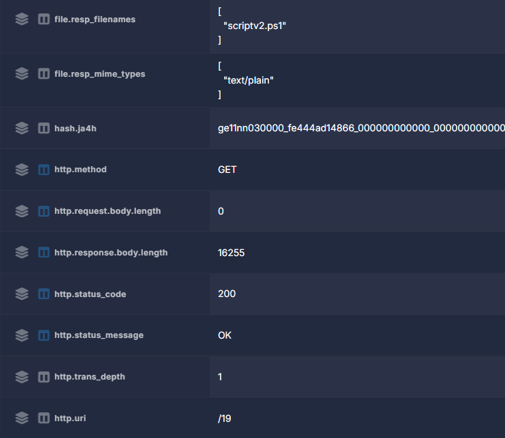 file.resp_filenames
[
"scriptv2.ps1"
]
file.resp_mime_types
[
"text/plain"
]
hash.ja4h ge11nn030000_fe444ad14866_000000000000_000000000000
http.method GET
http.request.body.length 0
http.response.body.length 16255
http.status_code 200
http.status_message OK
http.trans_depth 1
http.uri /19